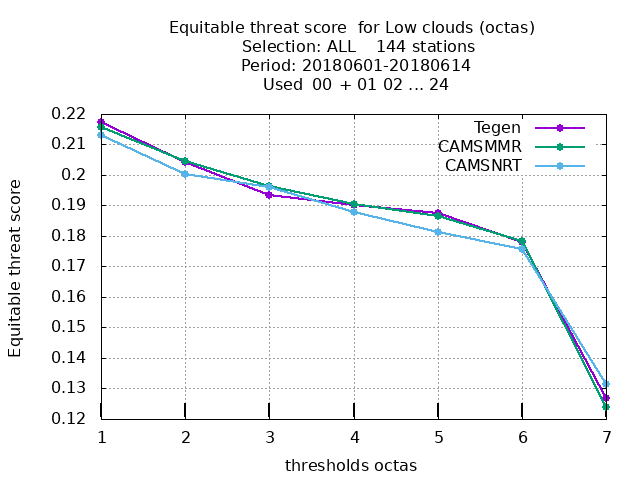 Equitable threat score  for Low clouds (octas)
Selection: ALL    144 stations
Period: 20180601-20180614
Used  00 + 01 02 ... 24
Tegen
CAMSMMR
CAMSNRT
Equitable threat score
0.22
0.21
0.2
0.19
0.18
0.17
0.16
0.15
0.14
0.13
0.12
1 2 3 4 5 6 7
thresholds octas